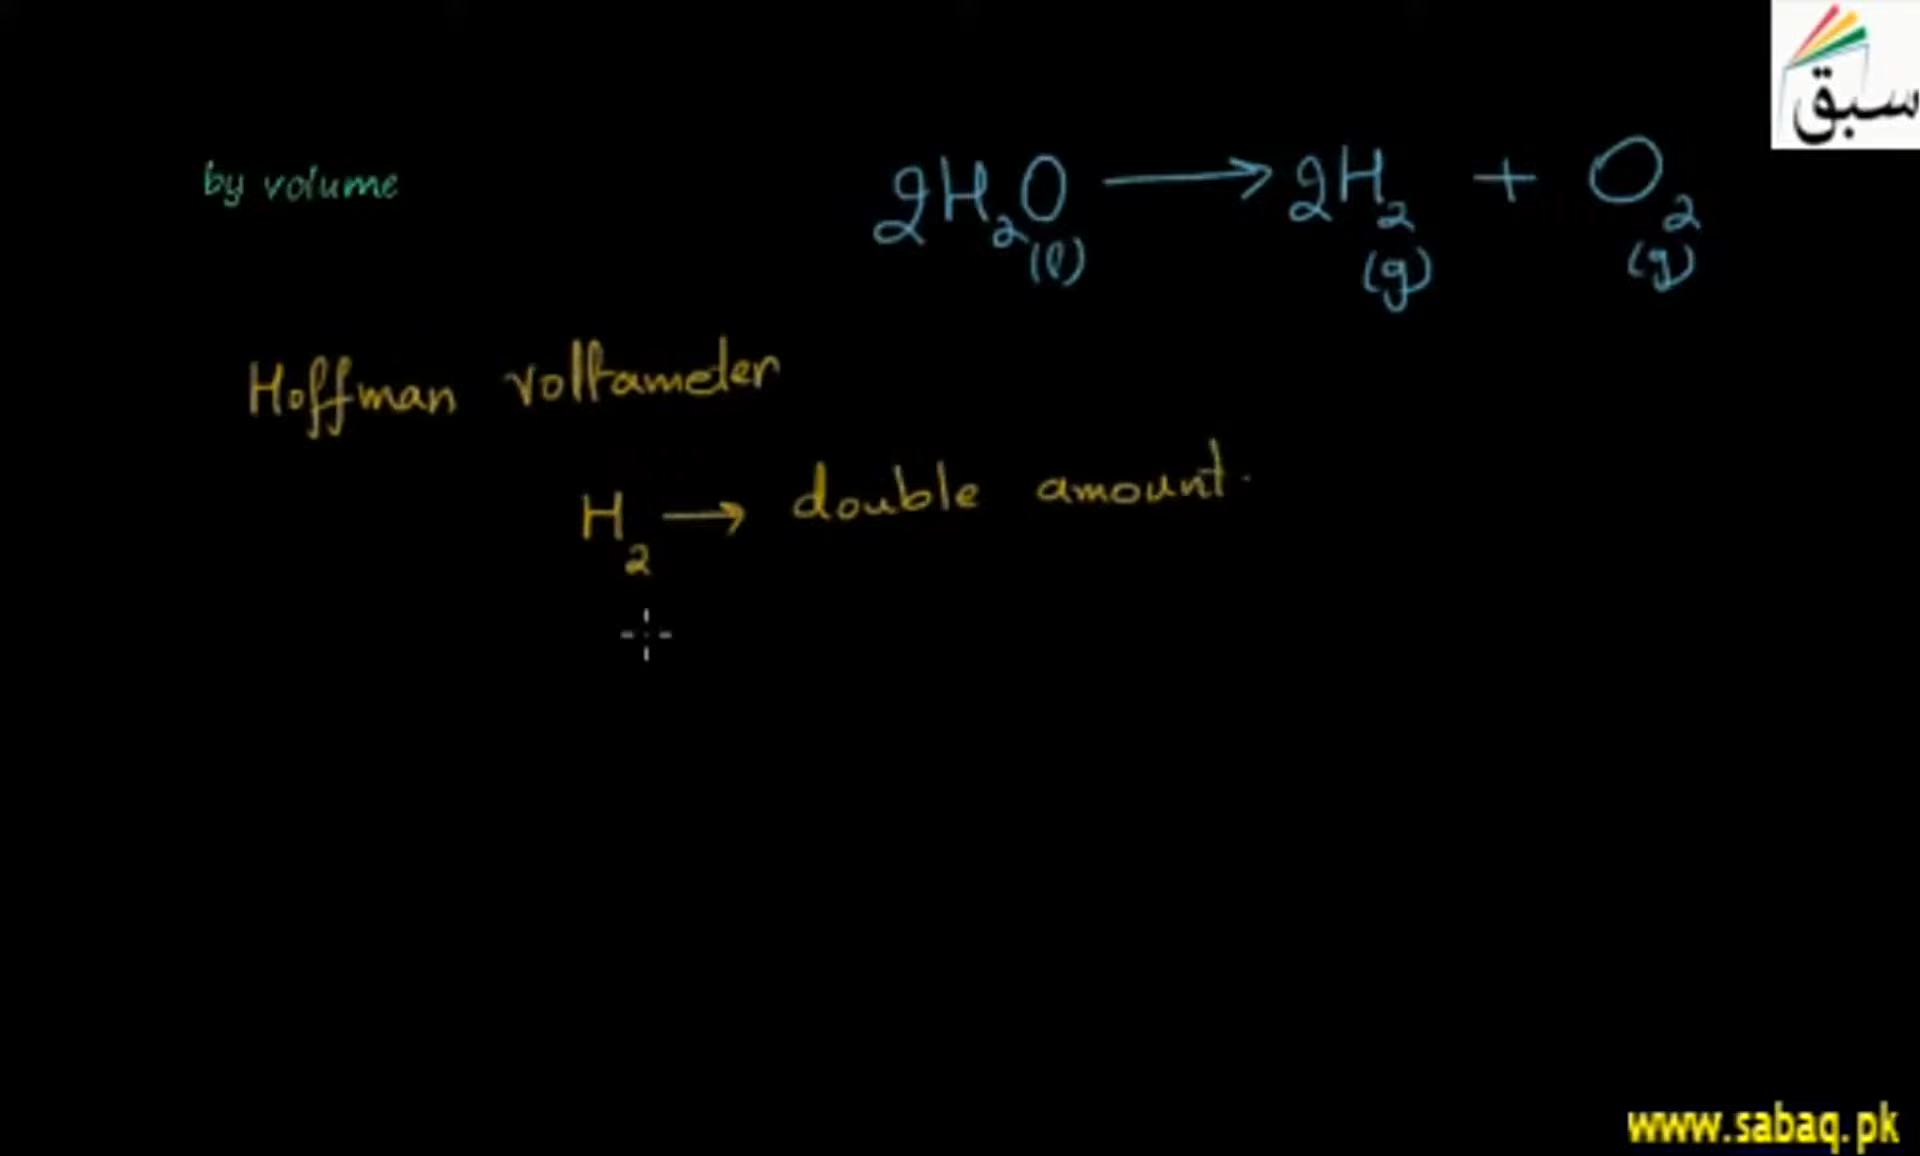 سبق
by volume
2H₂O(l) → 2H₂(g) + O₂(g)
Hoffman voltameter
H₂ → double amount.
www.sabaq.pk